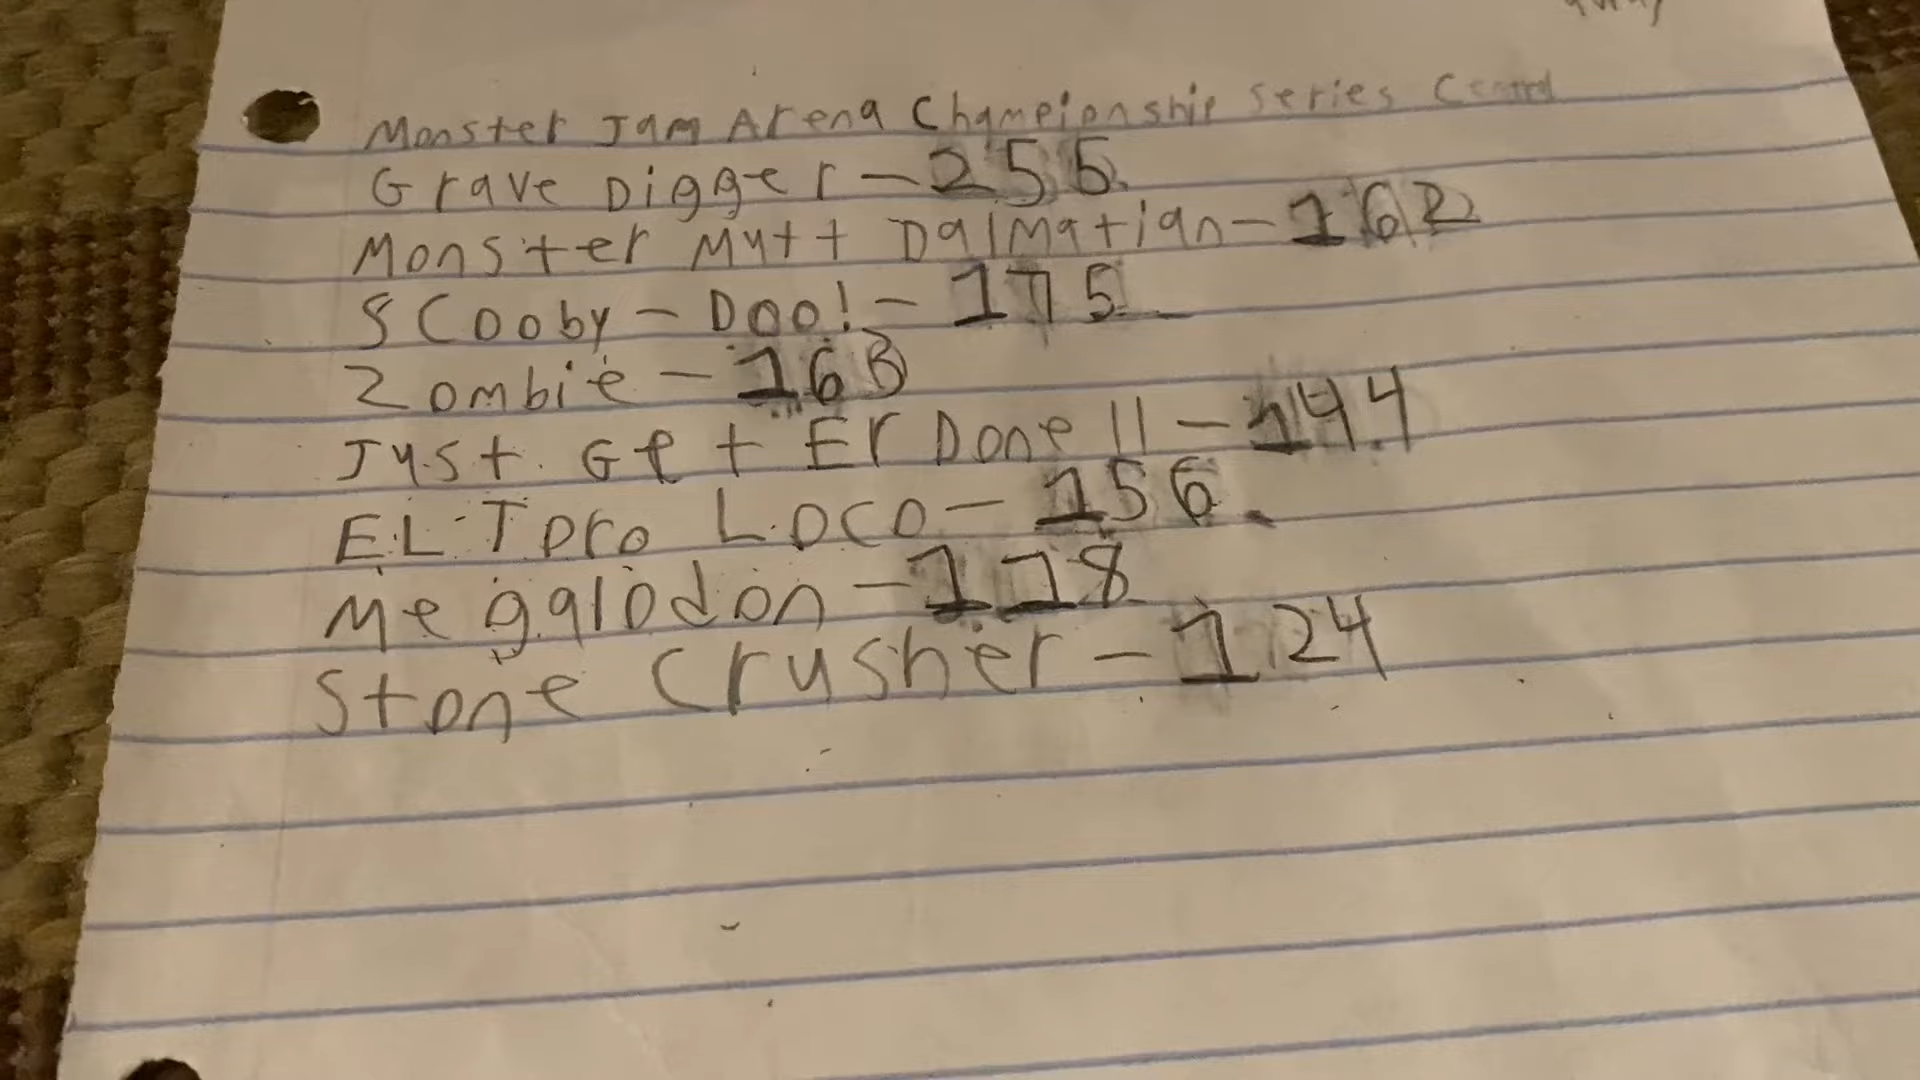 Monster Jam Arena Championship Series Central
Grave Digger - 255
Monster Mutt Dalmatian - 162
SCooby-Doo! - 175
Zombie - 163
Just Get Er Done!! - 144
EL Toro Loco - 156
Megalodon - 118
Stone Crusher - 124